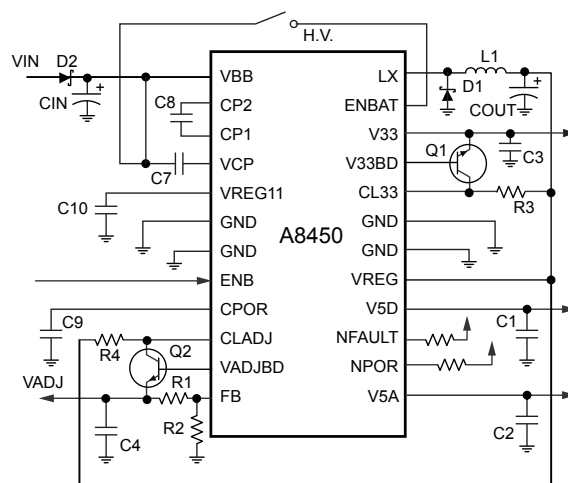 H.V.
VIN
D2
CIN
+
C8
C7
C10
C9
R4
Q2
VADJ
R1
R2
C4
VBB
CP2
CP1
VCP
VREG11
GND
GND
ENB
CPOR
CLADJ
VADJBD
FB
A8450
LX
ENBAT
V33
V33BD
CL33
GND
GND
VREG
V5D
NFAULT
NPOR
V5A
L1
D1
+
COUT
Q1
C3
R3
C1
C2